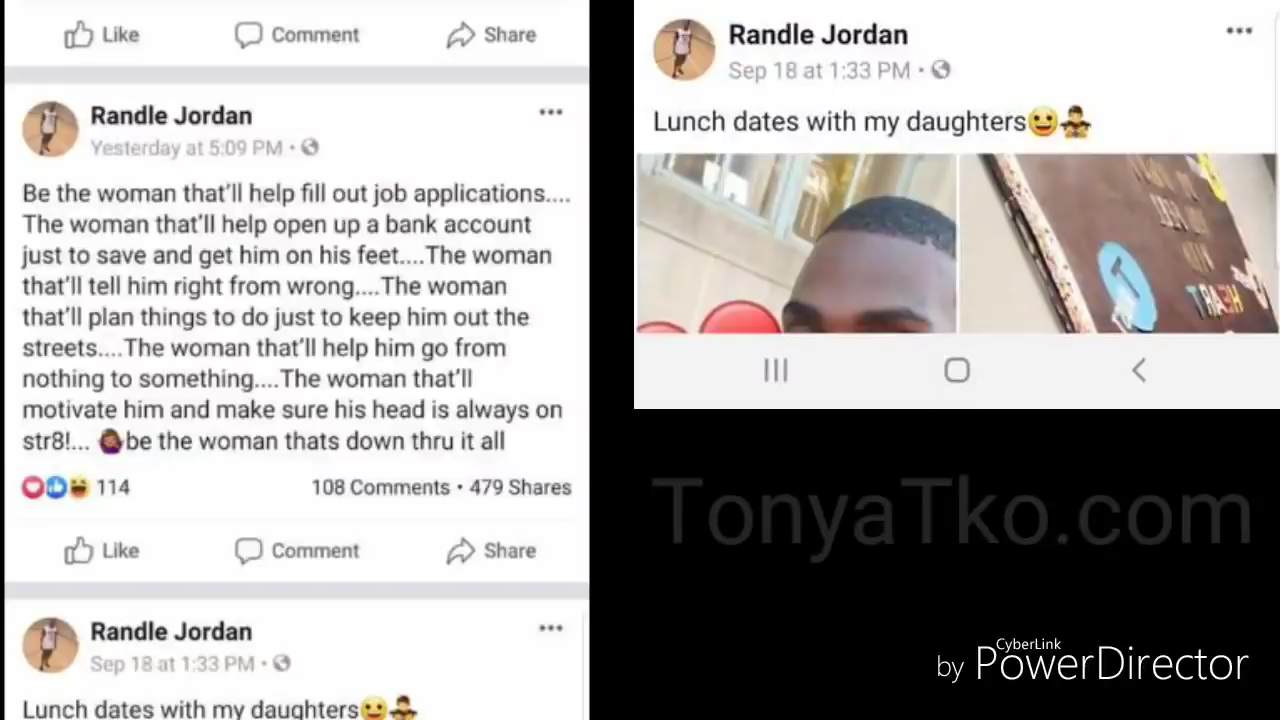 Like Comment Share
Randle Jordan
Yesterday at 5:09 PM •
Be the woman that'll help fill out job applications....
The woman that'll help open up a bank account
just to save and get him on his feet....The woman
that'll tell him right from wrong....The woman
that'll plan things to do just to keep him out the
streets....The woman that'll help him go from
nothing to something....The woman that'll
motivate him and make sure his head is always on
str8!... 🤷🏾‍♀️be the woman thats down thru it all
114 108 Comments • 479 Shares
Like Comment Share
Randle Jordan
Sep 18 at 1:33 PM •
Lunch dates with my daughters😀👨‍👧
Randle Jordan
Sep 18 at 1:33 PM •
Lunch dates with my daughters😀👨‍👧
TonyaTko.com
CyberLink
by PowerDirector